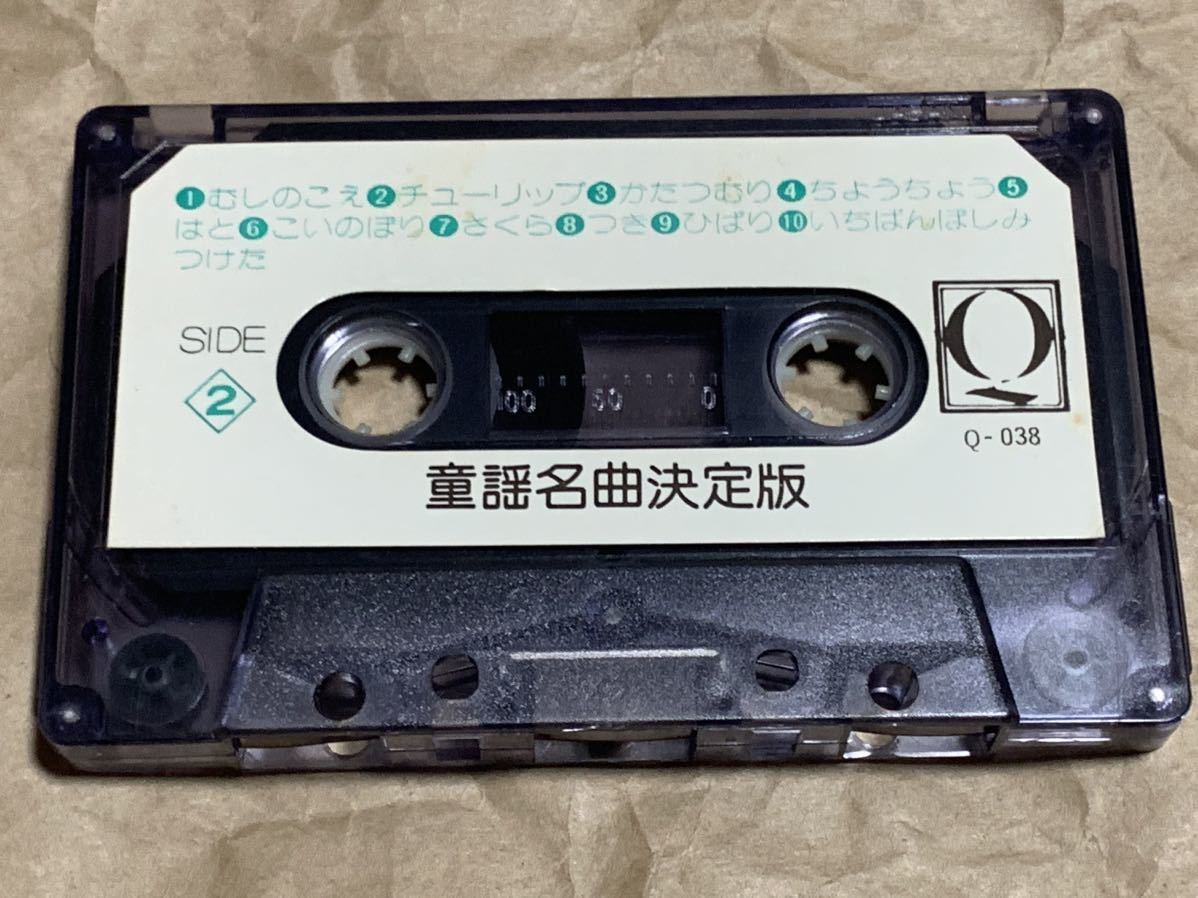 ❶むしのこえ❷チューリップ❸かたつむり❹ちようちよう❺
はと❻こいのぼり❼さくら❽つき❾ひばり❿いちばんぼしみ
つけた
SIDE
2
100 50 0
Q
Q-038
童謡名曲決定版